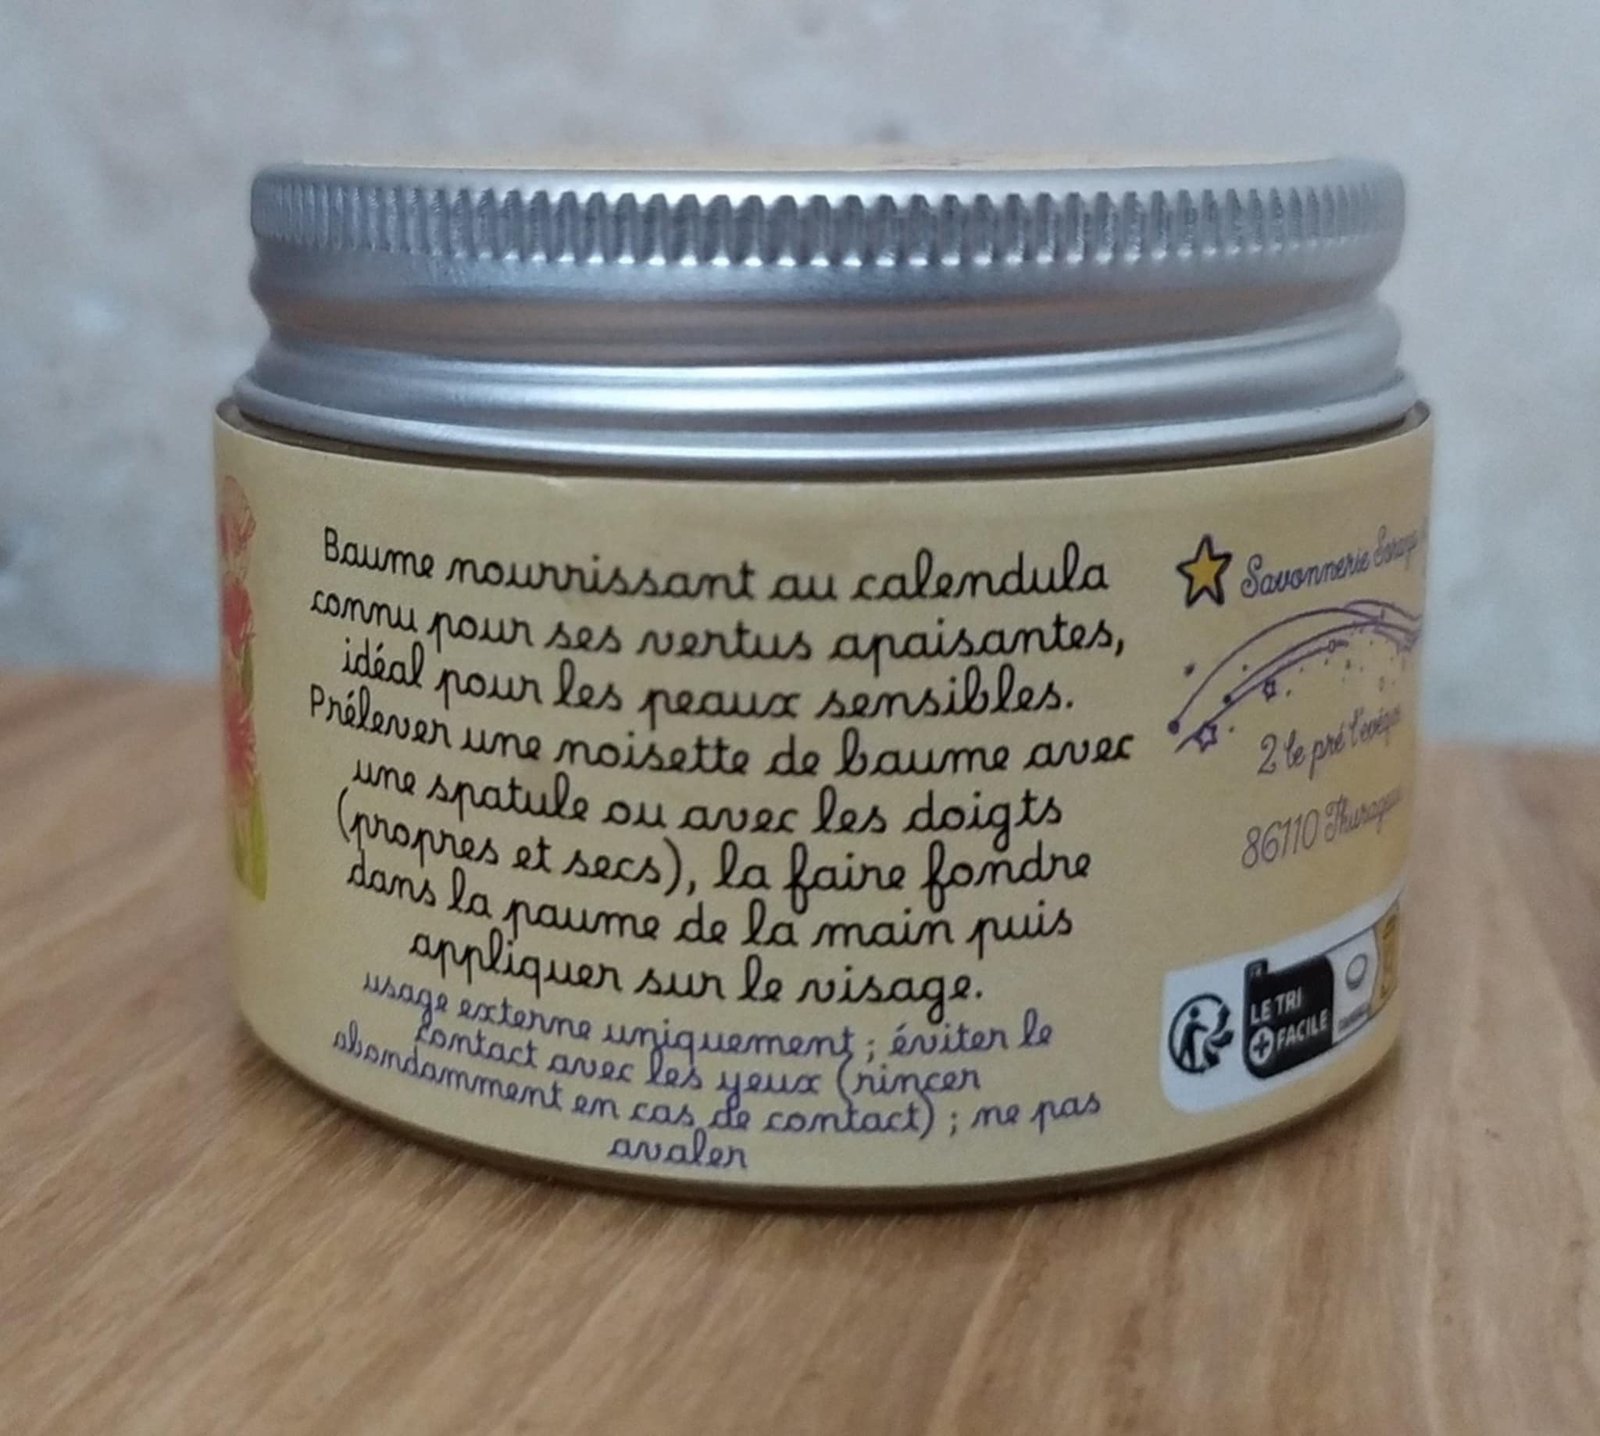 Baume nourrissant au calendula
connu pour ses vertus apaisantes,
idéal pour les peaux sensibles.
Prélever une noisette de baume avec
une spatule ou avec les doigts
(propres et secs), la faire fondre
dans la paume de la main puis
appliquer sur le visage.
usage externe uniquement ; éviter le
contact avec les yeux (rincer
abondamment en cas de contact) ; ne pas
avaler
Savonnerie
2 le pré
86110
LE TRI
+ FACILE